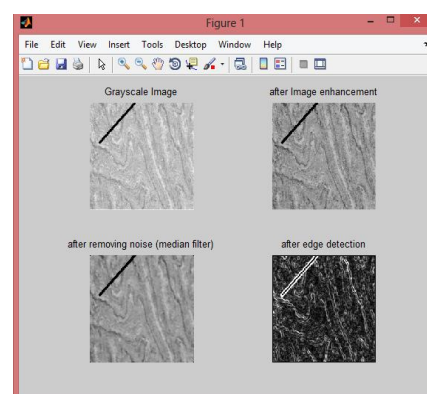 Figure 1
File Edit View Insert Tools Desktop Window Help
Grayscale Image
after Image enhancement
after removing noise (median filter)
after edge detection